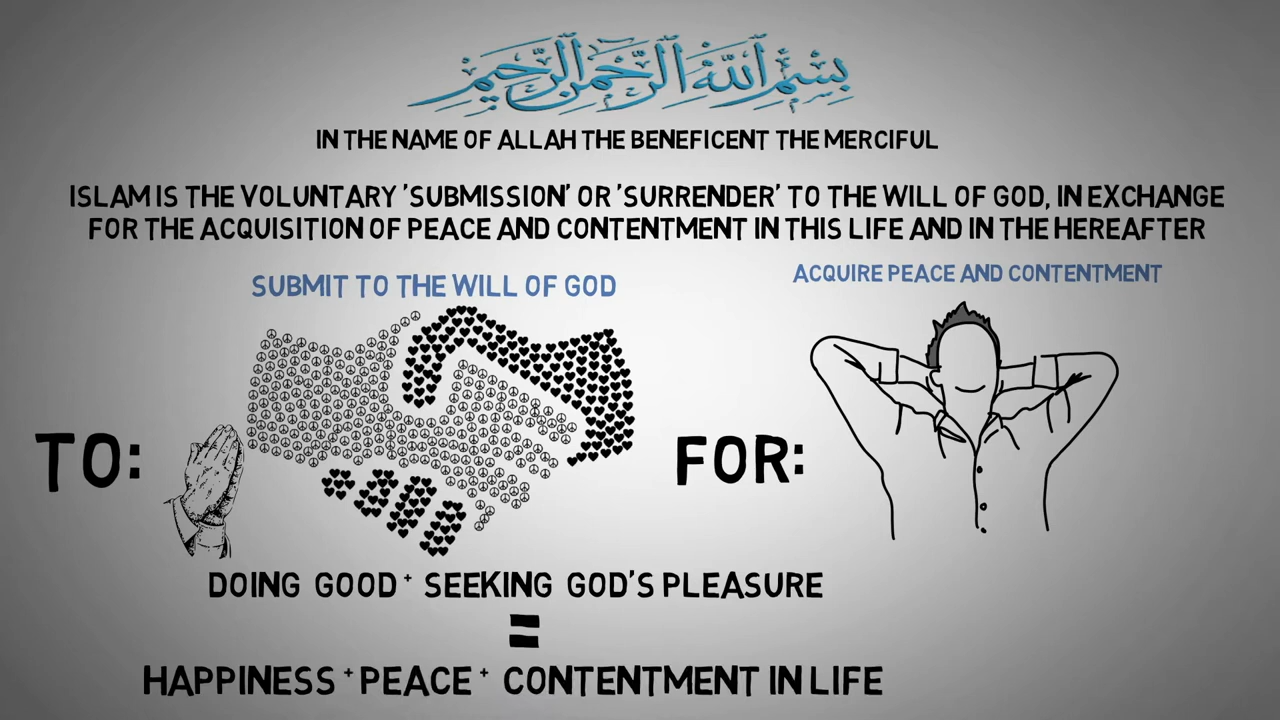 بِسْمِ اللَّهِ الرَّحْمَٰنِ الرَّحِيمِ
IN THE NAME OF ALLAH THE BENEFICENT THE MERCIFUL
ISLAM IS THE VOLUNTARY 'SUBMISSION' OR 'SURRENDER' TO THE WILL OF GOD, IN EXCHANGE
FOR THE ACQUISITION OF PEACE AND CONTENTMENT IN THIS LIFE AND IN THE HEREAFTER
SUBMIT TO THE WILL OF GOD
ACQUIRE PEACE AND CONTENTMENT
TO:
FOR:
DOING GOOD + SEEKING GOD'S PLEASURE
=
HAPPINESS + PEACE + CONTENTMENT IN LIFE